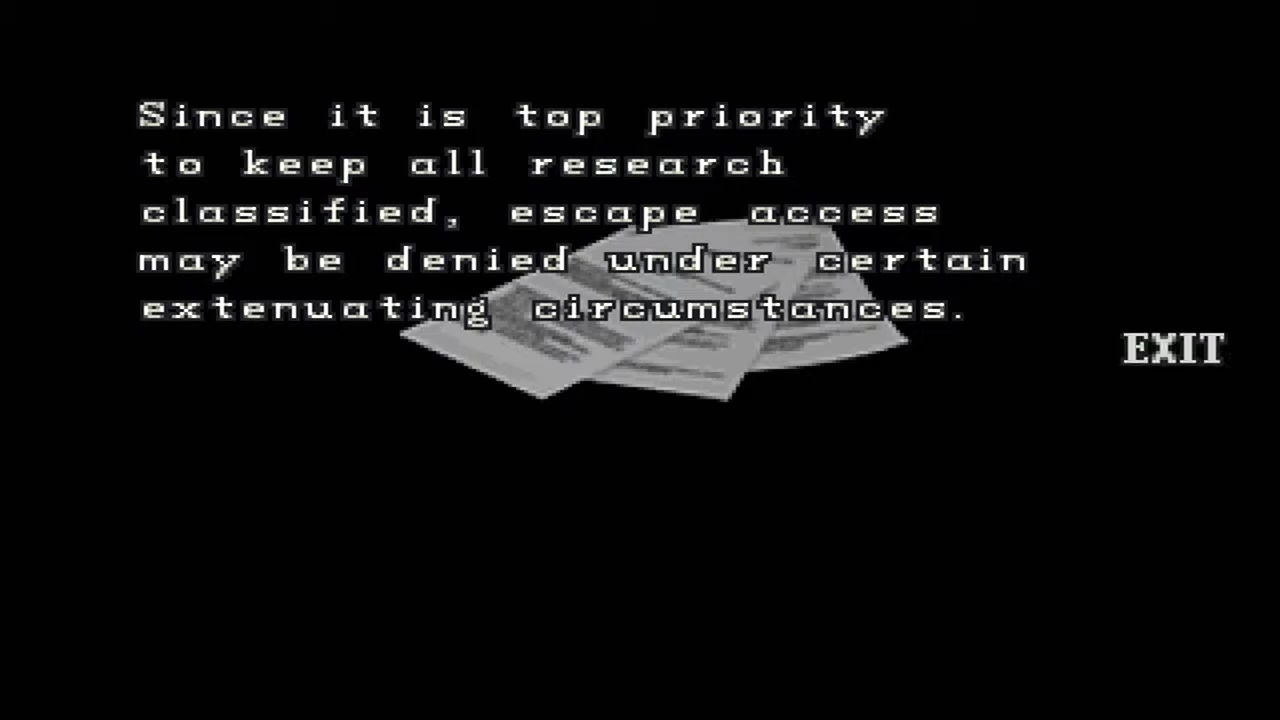 Since it is top priority
to keep all research
classified, escape access
may be denied under certain
extenuating circumstances.
EXIT